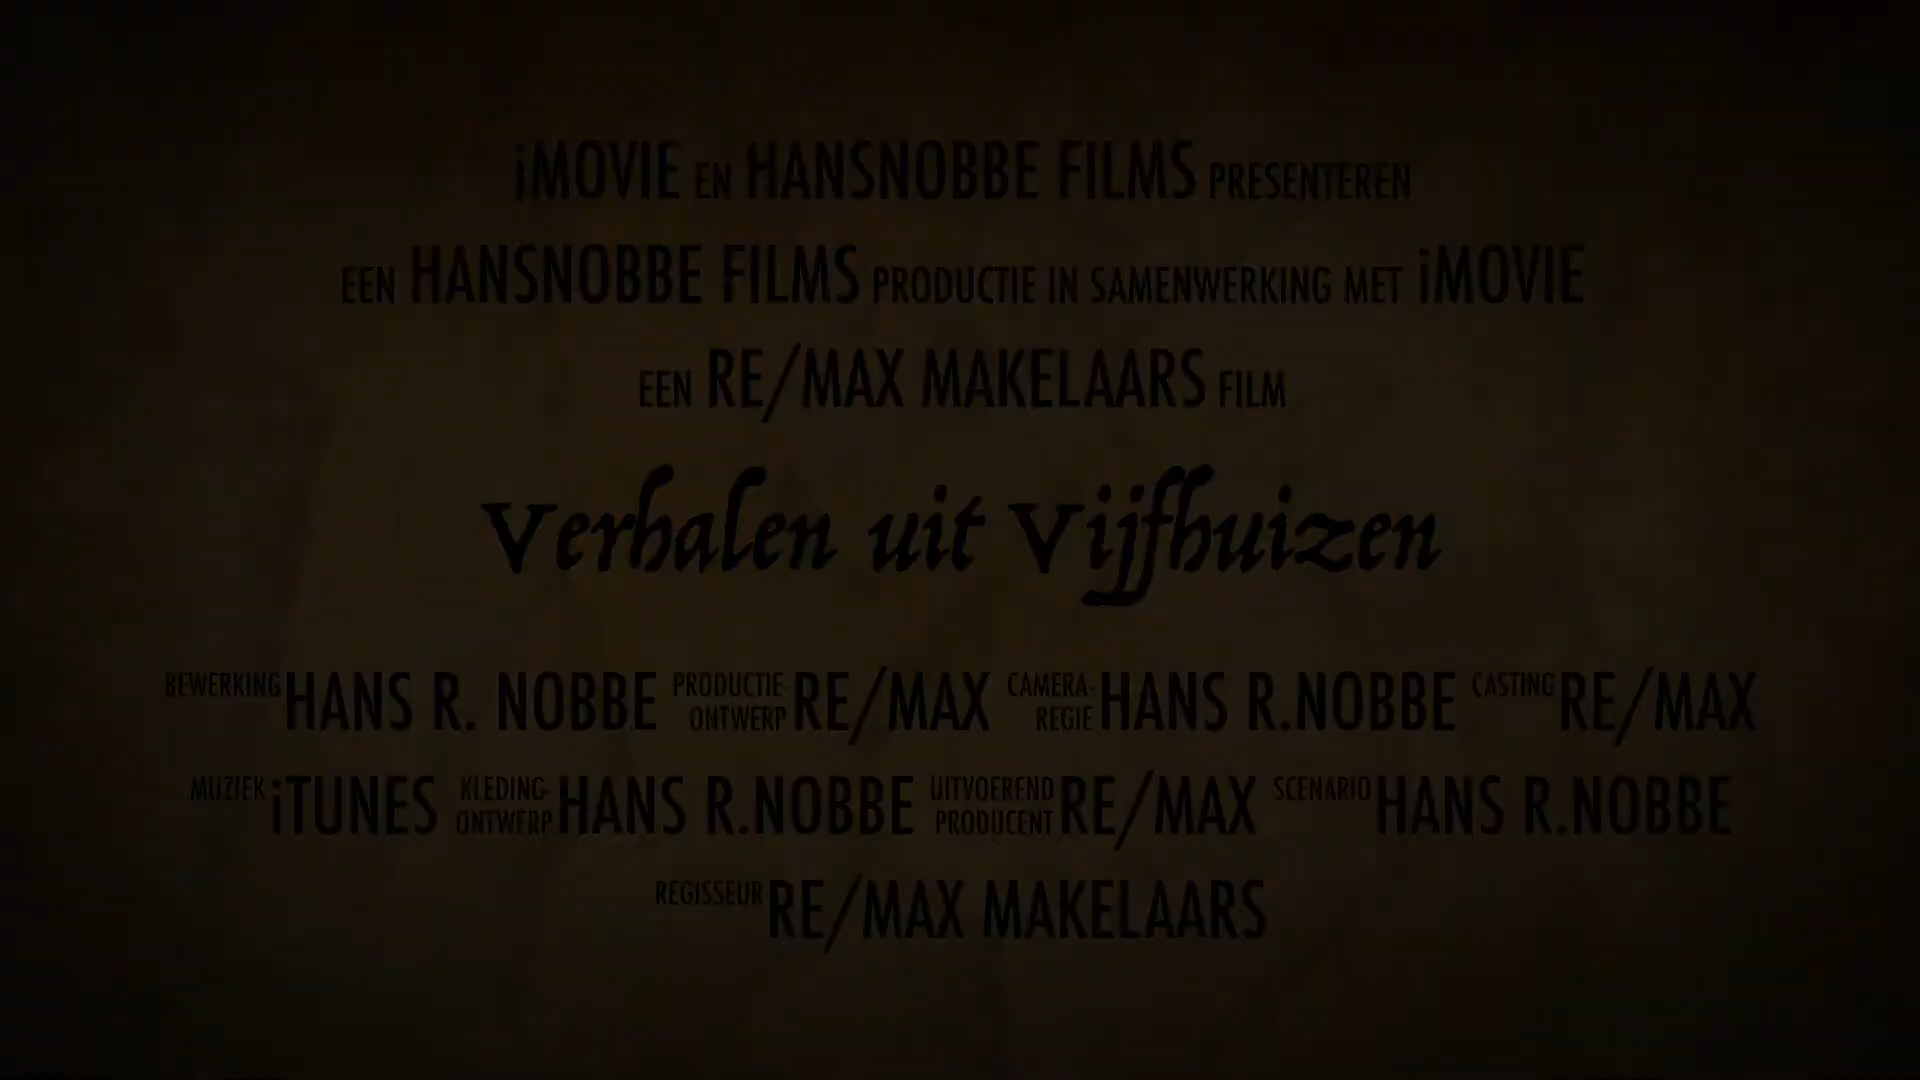 iMOVIE EN HANSNOBBE FILMS PRESENTEREN
EEN HANSNOBBE FILMS PRODUCTIE IN SAMENWERKING MET iMOVIE
EEN RE/MAX MAKELAARS FILM
Verhalen uit Vijfhuizen
BEWERKING HANS R. NOBBE PRODUCTIE-ONTWERP RE/MAX CAMERA-REGIE HANS R.NOBBE CASTING RE/MAX
MUZIEK iTUNES KLEDING-ONTWERP HANS R.NOBBE UITVOEREND PRODUCENT RE/MAX SCENARIO HANS R.NOBBE
REGISSEUR RE/MAX MAKELAARS